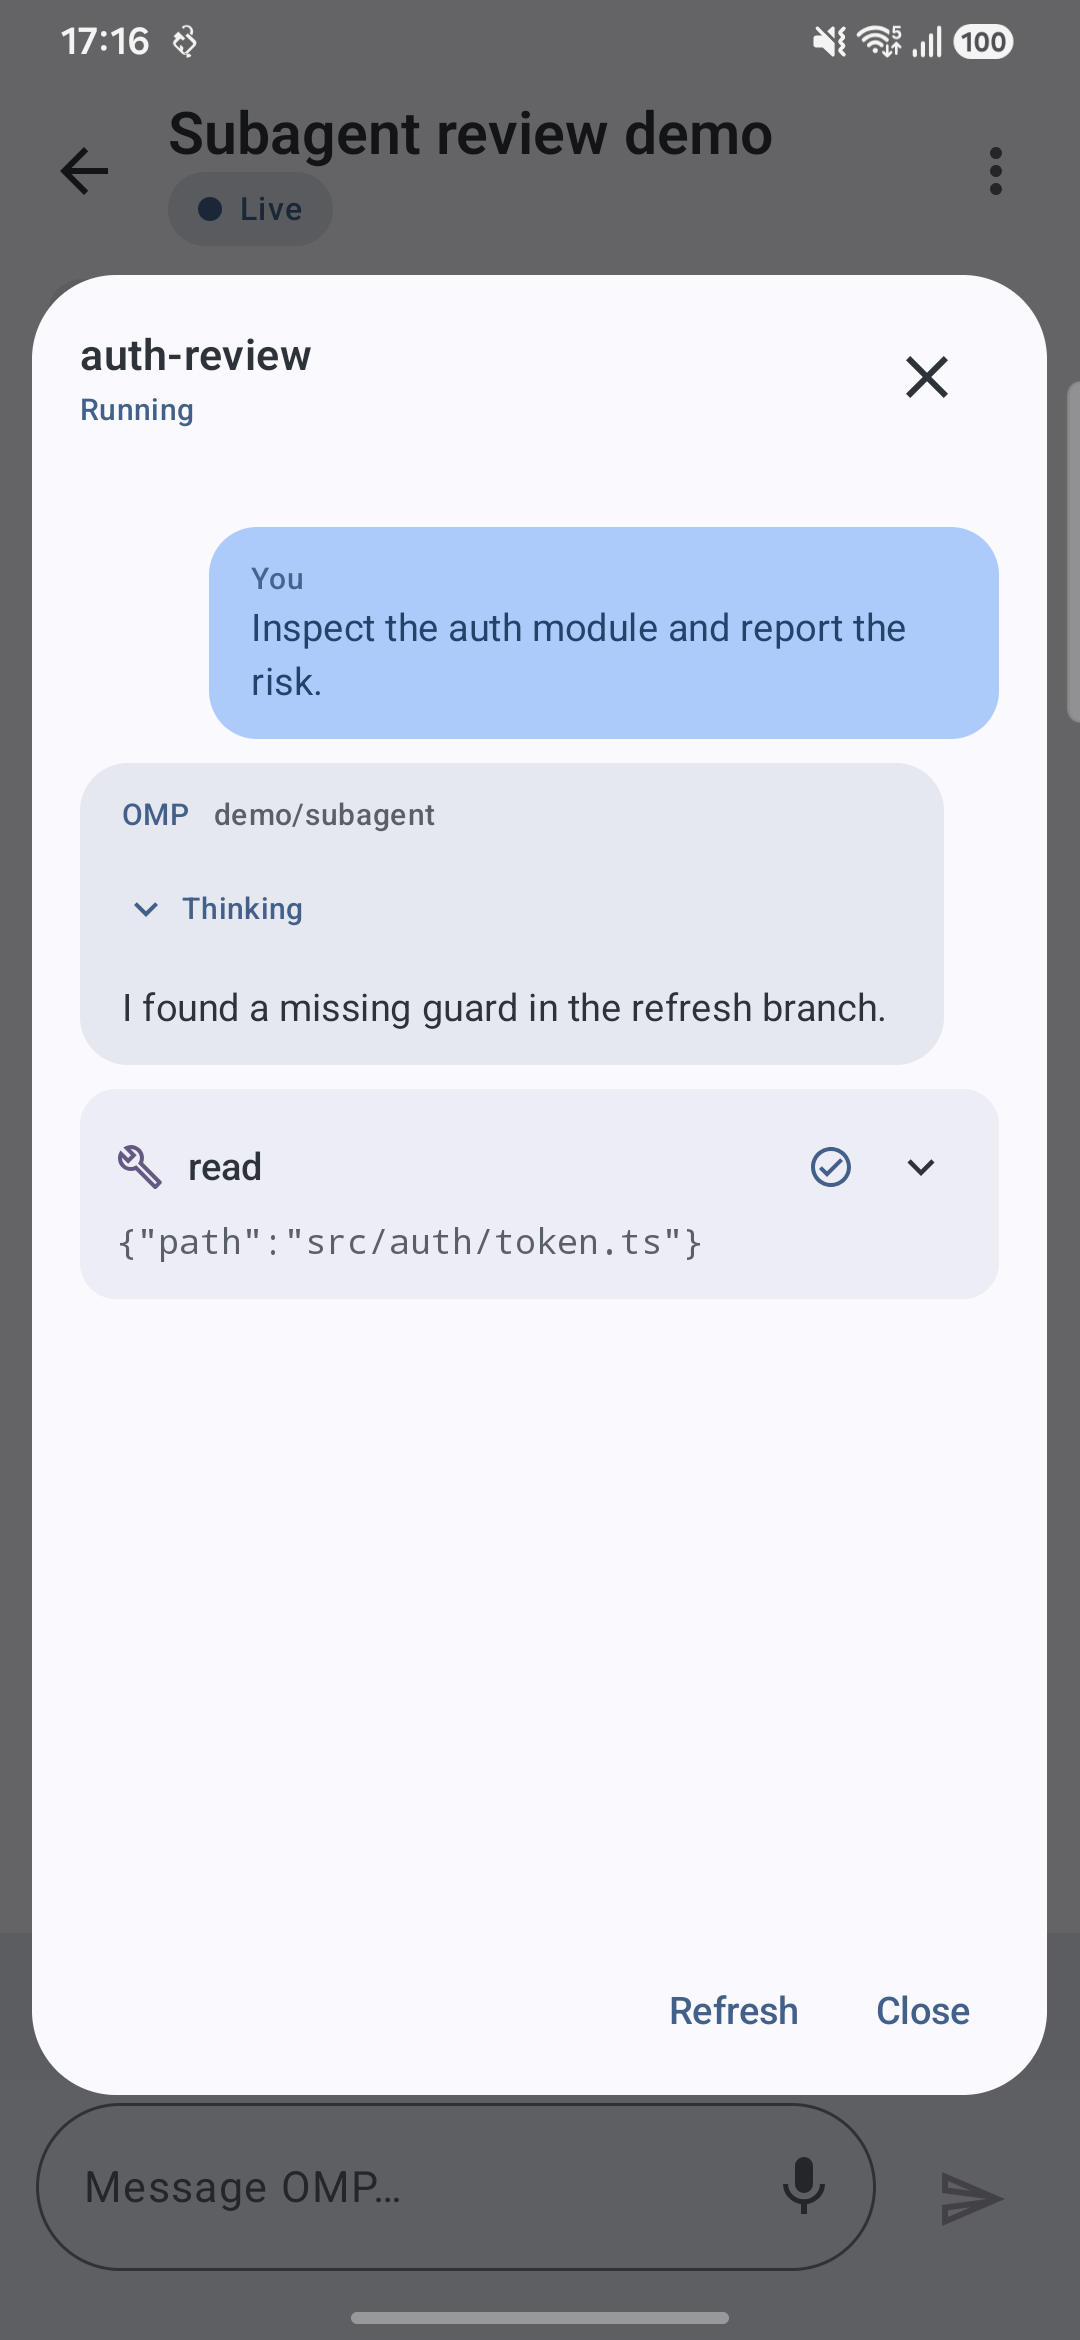 17:16
5
100
Subagent review demo
Live
auth-review
Running
You
Inspect the auth module and report the
risk.
OMP demo/subagent
Thinking
I found a missing guard in the refresh branch.
read
{"path":"src/auth/token.ts"}
Refresh Close
Message OMP…